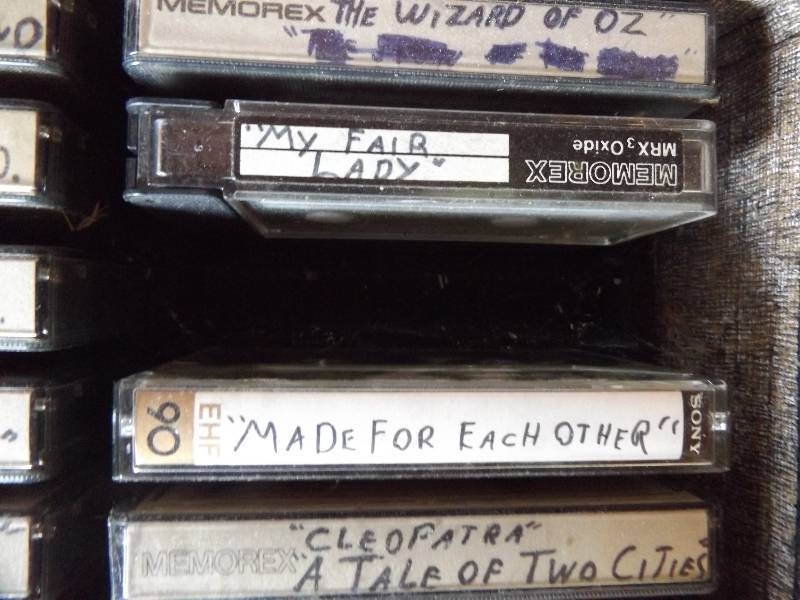 MEMOREX THE WIZARD OF OZ"
"MY FAIR
LADY"
MEMOREX
MRX3 Oxide
90 EHF "MADE FOR EACH OTHER" SONY
"CLEOFATRA"
MEMOREX "A TALE OF TWO CITIES"